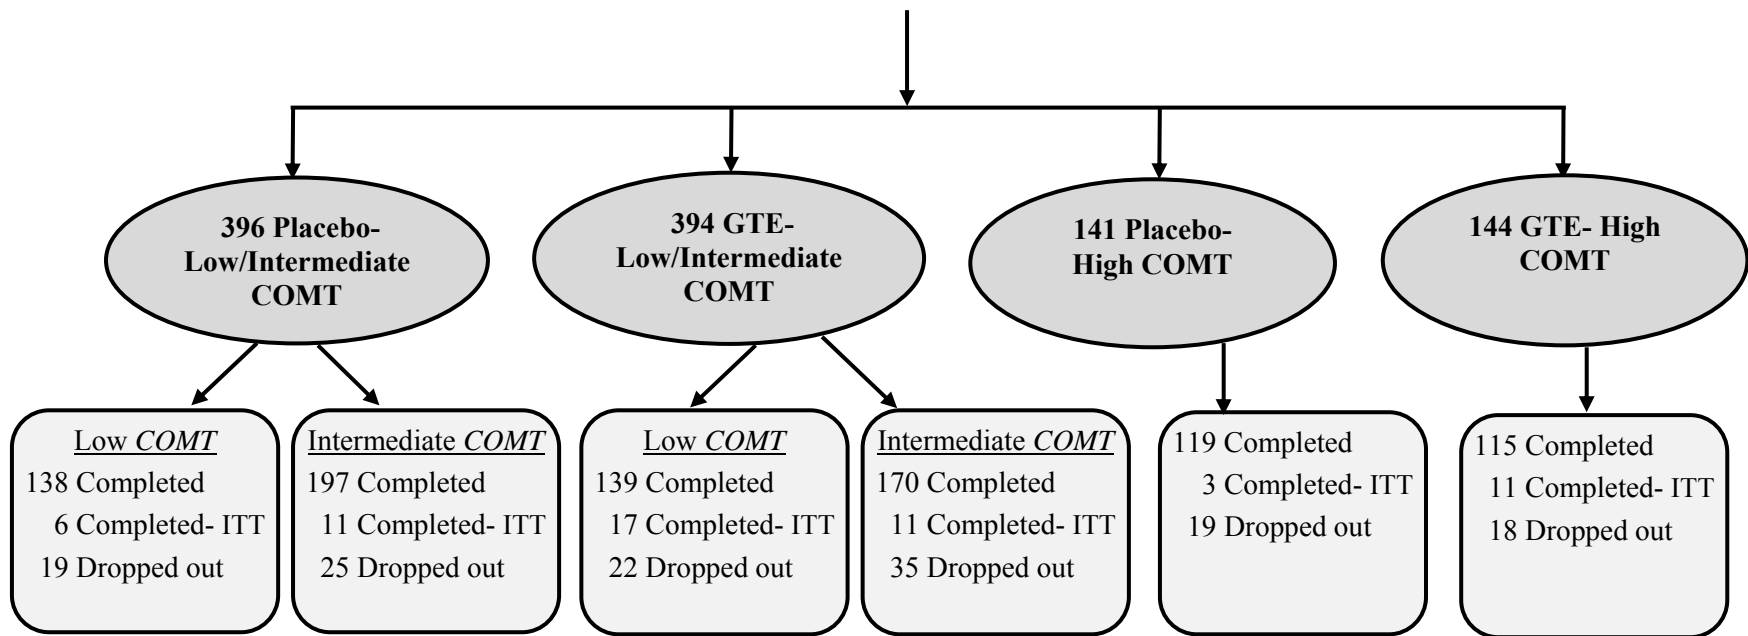 396 Placebo-
Low/Intermediate
COMT
394 GTE-
Low/Intermediate
COMT
141 Placebo-
High COMT
144 GTE- High
COMT
Low COMT
138 Completed
6 Completed- ITT
19 Dropped out
Intermediate COMT
197 Completed
11 Completed- ITT
25 Dropped out
Low COMT
139 Completed
17 Completed- ITT
22 Dropped out
Intermediate COMT
170 Completed
11 Completed- ITT
35 Dropped out
119 Completed
3 Completed- ITT
19 Dropped out
115 Completed
11 Completed- ITT
18 Dropped out